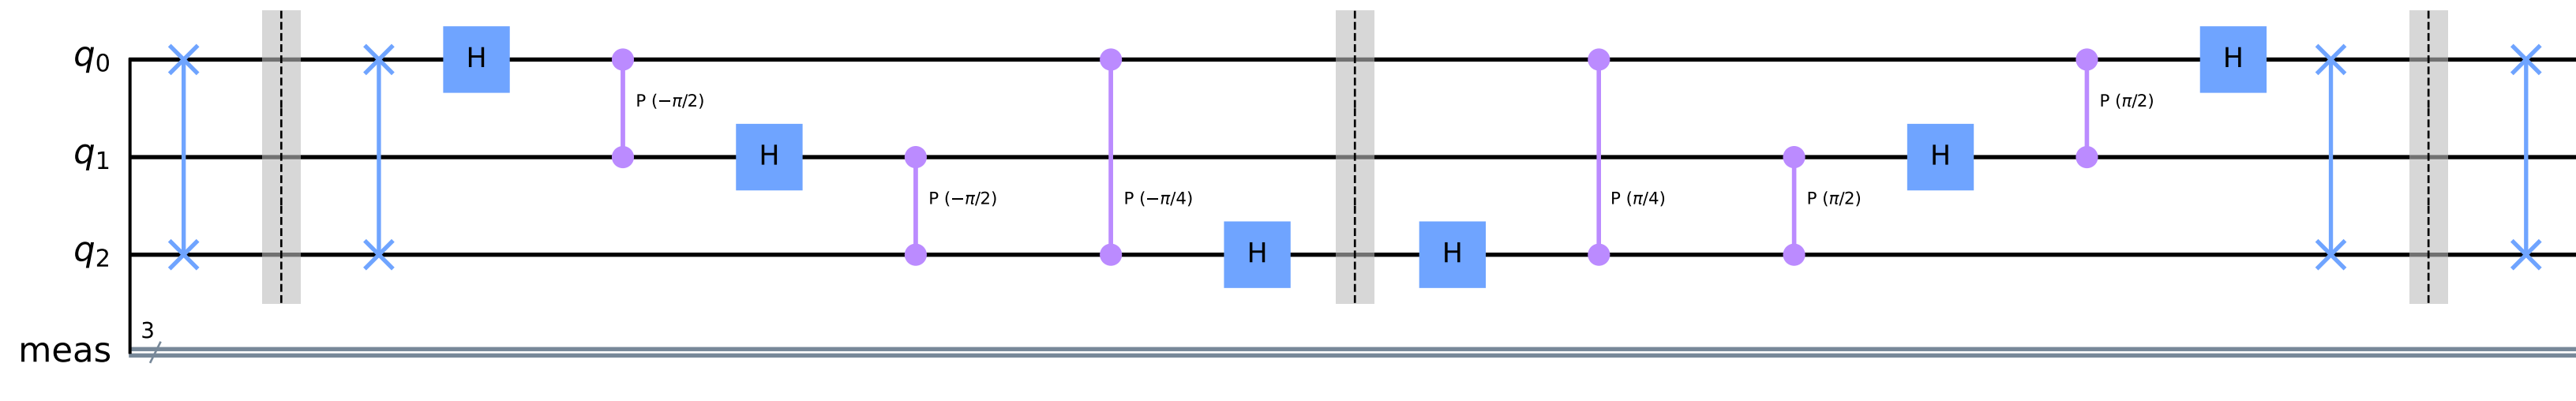 q0 H H
P (−π/2) P (π/2)
q1 H H
P (−π/2) P (−π/4) P (π/4) P (π/2)
q2 H H
3
meas